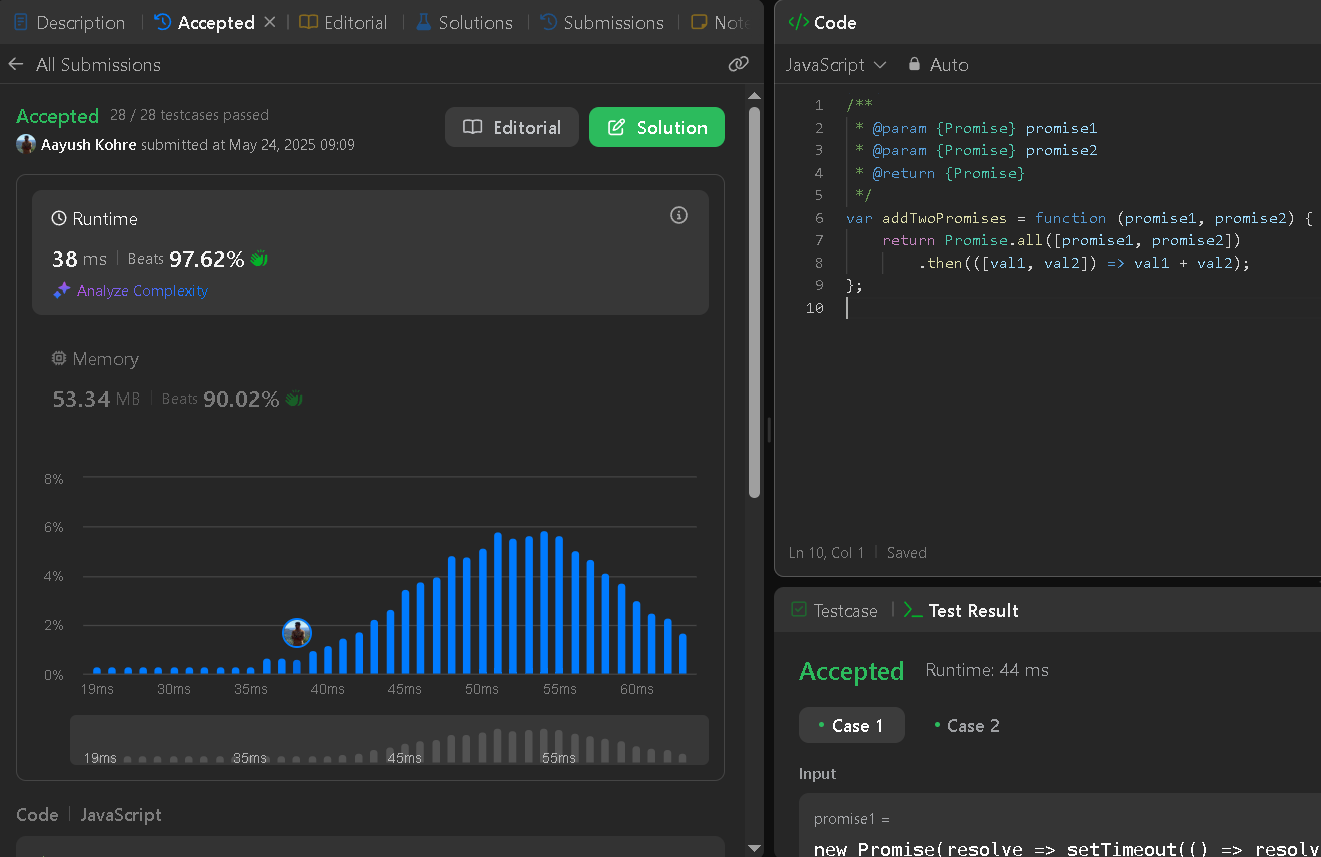 Description
Accepted
Editorial
Solutions
Submissions
Note
All Submissions
Accepted 28 / 28 testcases passed
Aayush Kohre submitted at May 24, 2025 09:09
Editorial
Solution
Runtime
38 ms | Beats 97.62%
Analyze Complexity
Memory
53.34 MB | Beats 90.02%
8%
6%
4%
2%
0%
19ms 30ms 35ms 40ms 45ms 50ms 55ms 60ms
19ms 35ms 45ms 55ms
Code | JavaScript
</> Code
JavaScript Auto
1 /**
2 * @param {Promise} promise1
3 * @param {Promise} promise2
4 * @return {Promise}
5 */
6 var addTwoPromises = function (promise1, promise2) {
7 return Promise.all([promise1, promise2])
8 .then(([val1, val2]) => val1 + val2);
9 };
10
Ln 10, Col 1 | Saved
Testcase | >_ Test Result
Accepted Runtime: 44 ms
• Case 1 • Case 2
Input
promise1 =
new Promise(resolve => setTimeout(() => resolv